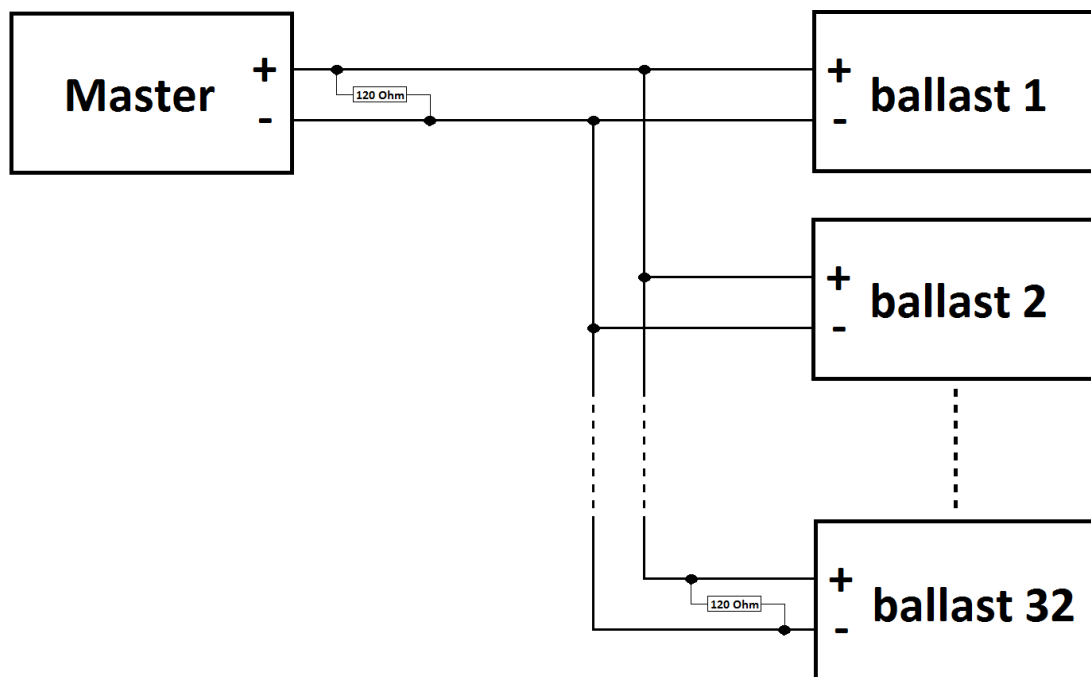 Master
+
-
120 Ohm
+
-
ballast 1
+
-
ballast 2
120 Ohm
+
-
ballast 32